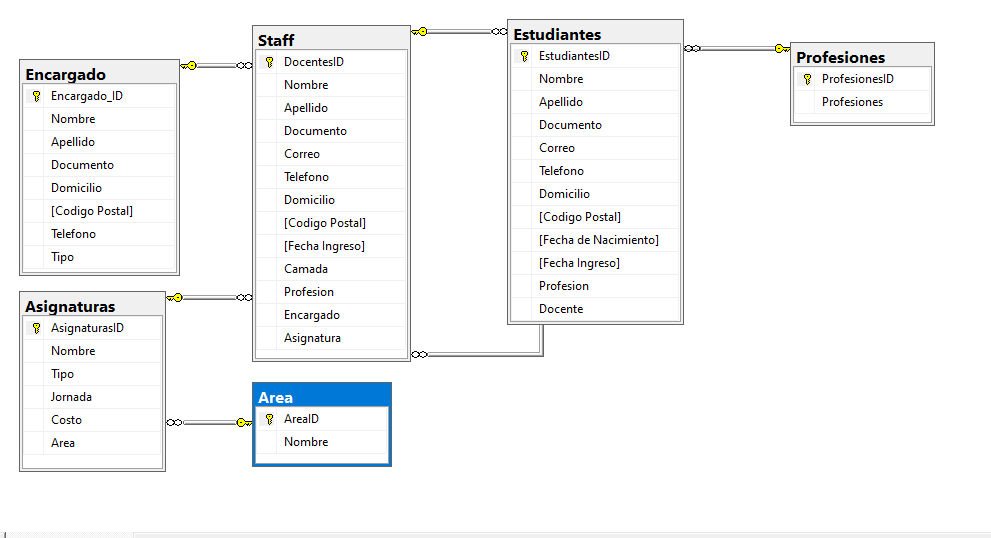 Encargado
Encargado_ID
Nombre
Apellido
Documento
Domicilio
[Codigo Postal]
Telefono
Tipo
Staff
DocentesID
Nombre
Apellido
Documento
Correo
Telefono
Domicilio
[Codigo Postal]
[Fecha Ingreso]
Camada
Profesion
Encargado
Asignatura
Estudiantes
EstudiantesID
Nombre
Apellido
Documento
Correo
Telefono
Domicilio
[Codigo Postal]
[Fecha de Nacimiento]
[Fecha Ingreso]
Profesion
Docente
Profesiones
ProfesionesID
Profesiones
Asignaturas
AsignaturasID
Nombre
Tipo
Jornada
Costo
Area
Area
AreaID
Nombre